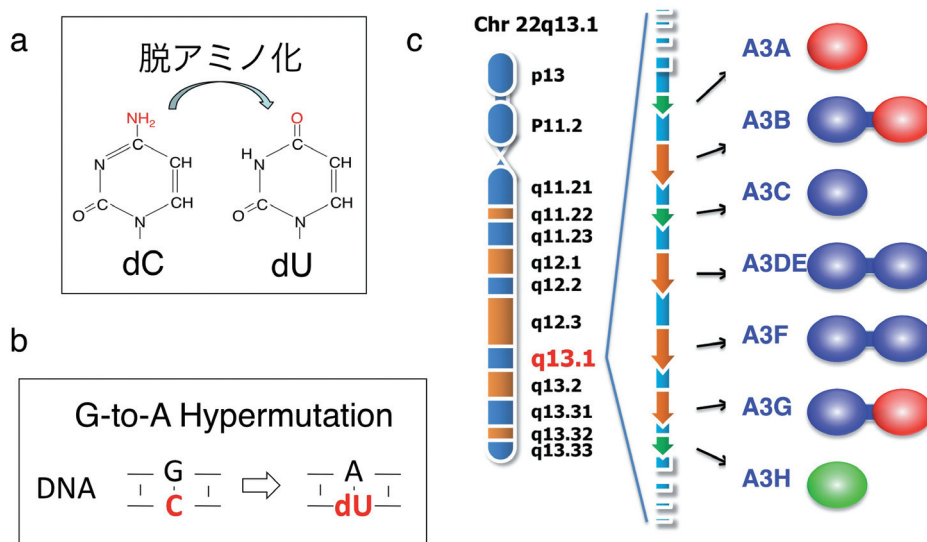 a
脱アミノ化
NH2
N
CH
O
N
CH
dC
O
H
N
CH
O
N
CH
dU
b
G-to-A Hypermutation
DNA
G
C
A
dU
c
Chr 22q13.1
p13
P11.2
q11.21
q11.22
q11.23
q12.1
q12.2
q12.3
q13.1
q13.2
q13.31
q13.32
q13.33
A3A
A3B
A3C
A3DE
A3F
A3G
A3H